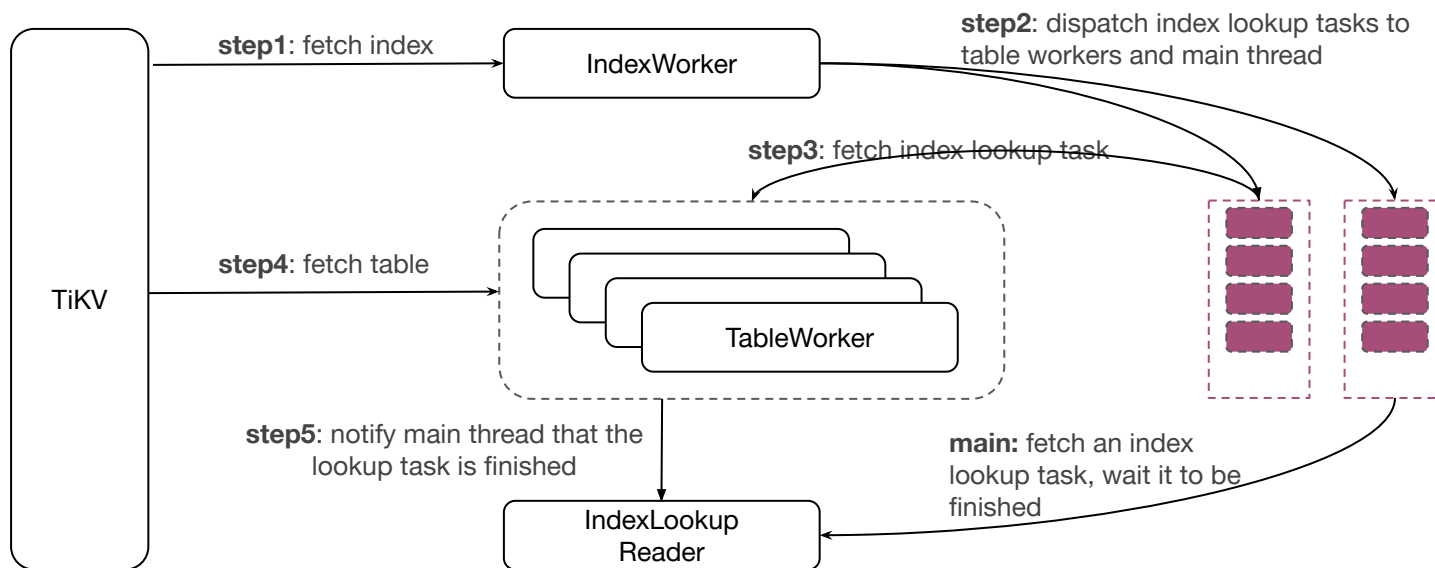 step1: fetch index
IndexWorker
step2: dispatch index lookup tasks to
table workers and main thread
step3: fetch index lookup task
TiKV
step4: fetch table
TableWorker
step5: notify main thread that the
lookup task is finished
main: fetch an index
lookup task, wait it to be
finished
IndexLookup
Reader